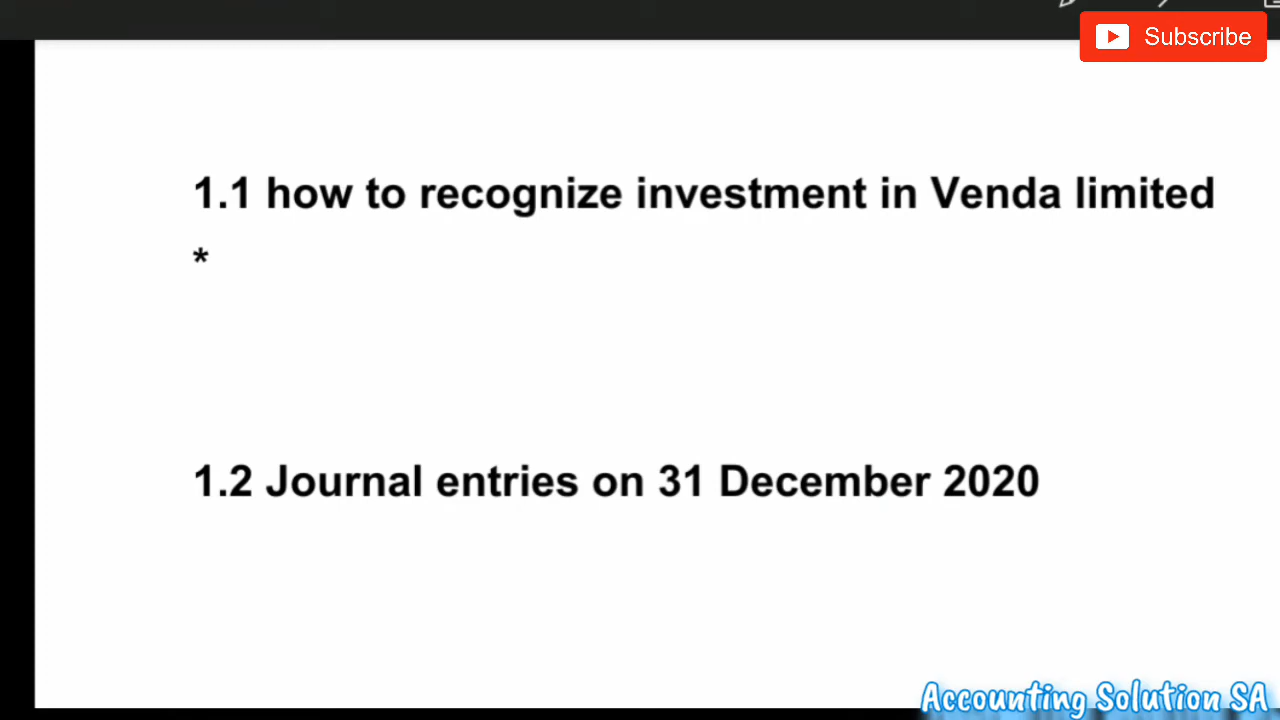 Subscribe
1.1 how to recognize investment in Venda limited
*
1.2 Journal entries on 31 December 2020
Accounting Solution SA